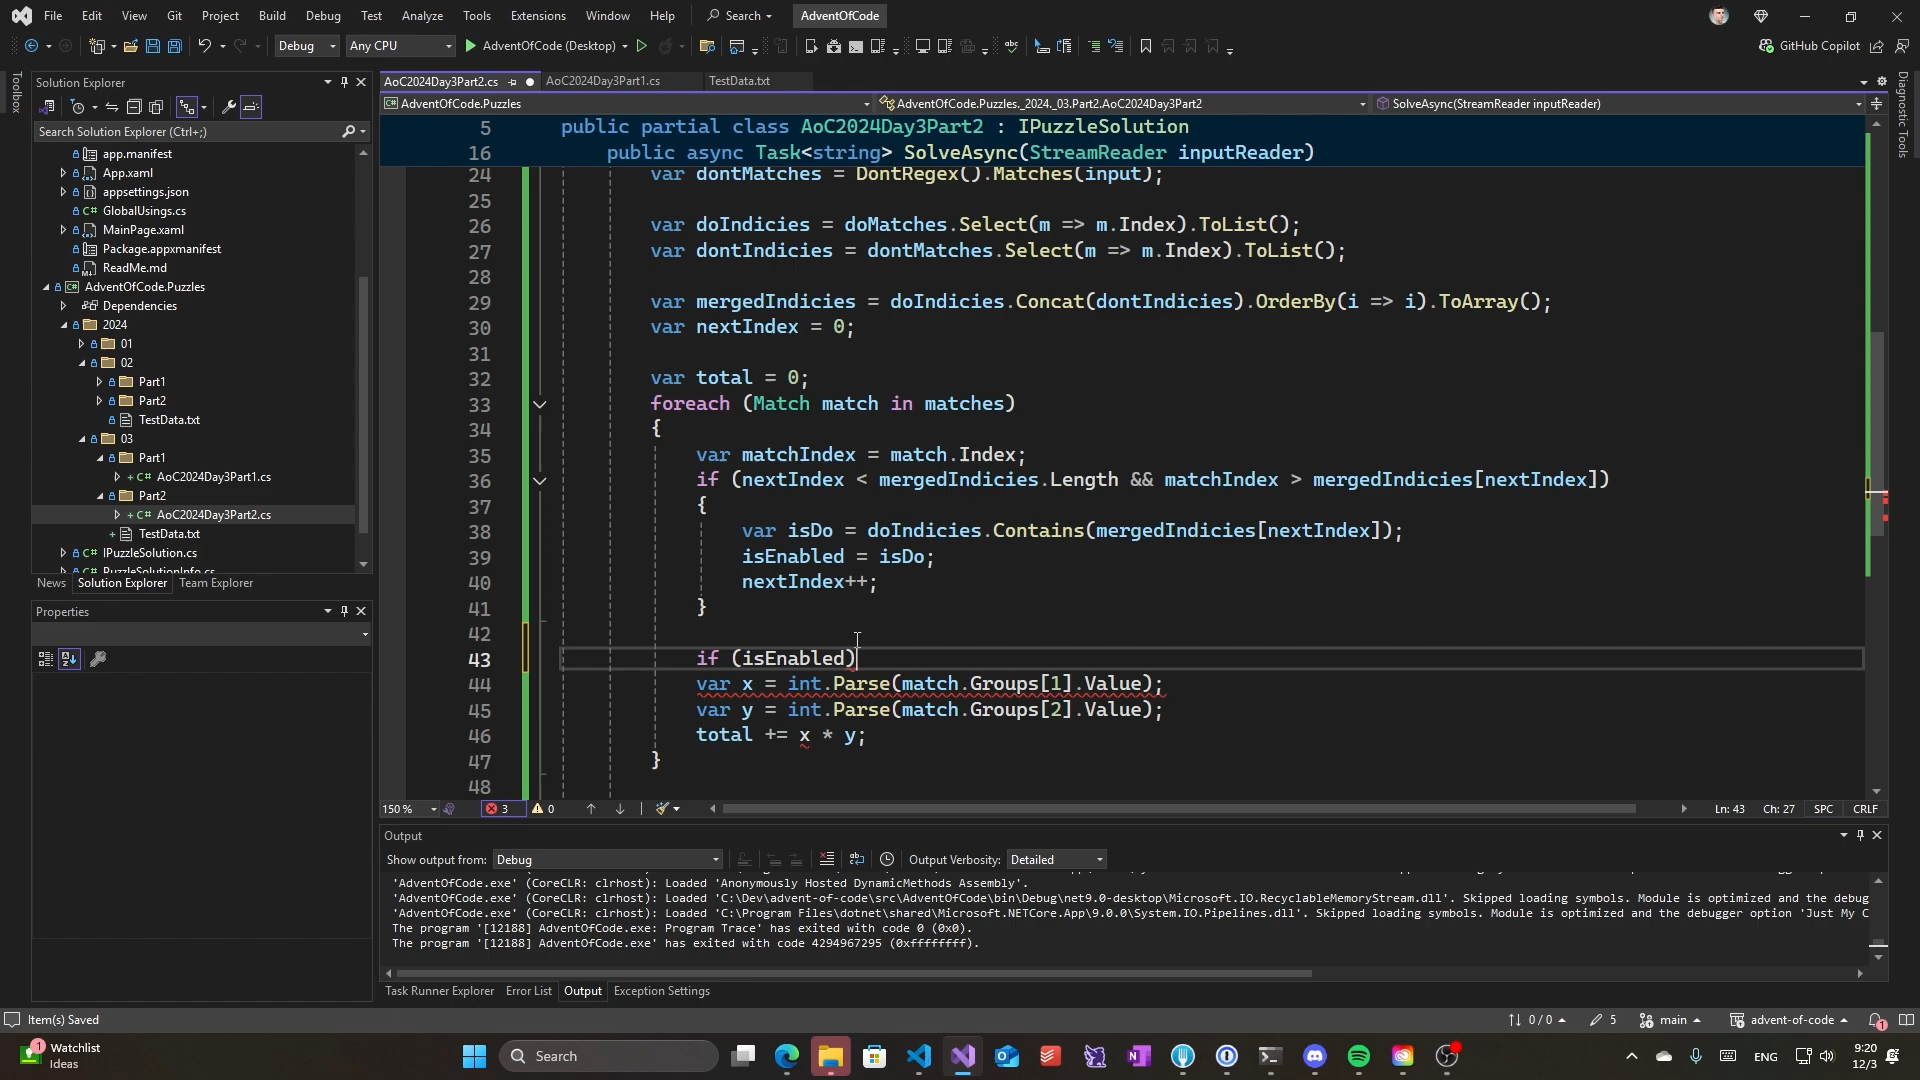 File Edit View Git Project Build Debug Test Analyze Tools Extensions Window Help Search AdventOfCode
Debug Any CPU AdventOfCode (Desktop) GitHub Copilot
Toolbox
Solution Explorer
Search Solution Explorer (Ctrl+;)
app.manifest
App.xaml
appsettings.json
GlobalUsings.cs
MainPage.xaml
Package.appxmanifest
ReadMe.md
AdventOfCode.Puzzles
Dependencies
2024
01
02
Part1
Part2
TestData.txt
03
Part1
AoC2024Day3Part1.cs
Part2
AoC2024Day3Part2.cs
TestData.txt
IPuzzleSolution.cs
PuzzleSolutionInfo.cs
News Solution Explorer Team Explorer
Properties
AoC2024Day3Part2.cs AoC2024Day3Part1.cs TestData.txt
AdventOfCode.Puzzles AdventOfCode.Puzzles._2024._03.Part2.AoC2024Day3Part2 SolveAsync(StreamReader inputReader)
5 public partial class AoC2024Day3Part2 : IPuzzleSolution
16 public async Task<string> SolveAsync(StreamReader inputReader)
24 var dontMatches = DontRegex().Matches(input);
25
26 var doIndicies = doMatches.Select(m => m.Index).ToList();
27 var dontIndicies = dontMatches.Select(m => m.Index).ToList();
28
29 var mergedIndicies = doIndicies.Concat(dontIndicies).OrderBy(i => i).ToArray();
30 var nextIndex = 0;
31
32 var total = 0;
33 foreach (Match match in matches)
34 {
35 var matchIndex = match.Index;
36 if (nextIndex < mergedIndicies.Length && matchIndex > mergedIndicies[nextIndex])
37 {
38 var isDo = doIndicies.Contains(mergedIndicies[nextIndex]);
39 isEnabled = isDo;
40 nextIndex++;
41 }
42
43 if (isEnabled)
44 var x = int.Parse(match.Groups[1].Value);
45 var y = int.Parse(match.Groups[2].Value);
46 total += x * y;
47 }
48
150 % 3 0 Ln: 43 Ch: 27 SPC CRLF
Diagnostic Tools
Output
Show output from: Debug Output Verbosity: Detailed
'AdventOfCode.exe' (CoreCLR: clrhost): Loaded 'Anonymously Hosted DynamicMethods Assembly'.
'AdventOfCode.exe' (CoreCLR: clrhost): Loaded 'C:\Dev\advent-of-code\src\AdventOfCode\bin\Debug\net9.0-desktop\Microsoft.IO.RecyclableMemoryStream.dll'. Skipped loading symbols. Module is optimized and the debug
'AdventOfCode.exe' (CoreCLR: clrhost): Loaded 'C:\Program Files\dotnet\shared\Microsoft.NETCore.App\9.0.0\System.IO.Pipelines.dll'. Skipped loading symbols. Module is optimized and the debugger option 'Just My C
The program '[12188] AdventOfCode.exe: Program Trace' has exited with code 0 (0x0).
The program '[12188] AdventOfCode.exe' has exited with code 4294967295 (0xffffffff).
Task Runner Explorer Error List Output Exception Settings
Item(s) Saved 0 / 0 5 main advent-of-code 1
1 Watchlist
Ideas
Search
ENG
9:20
12/3